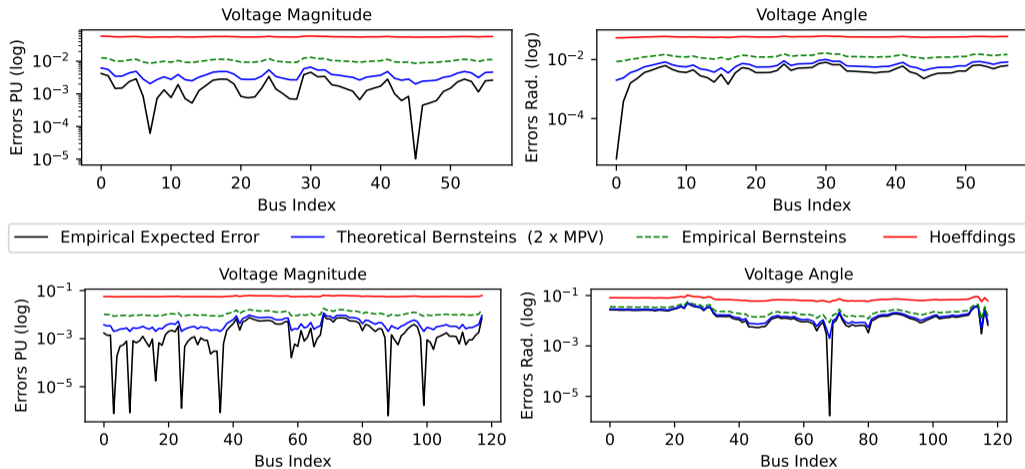 Voltage Magnitude
Errors PU (log)
10⁻²
10⁻³
10⁻⁴
10⁻⁵
0 10 20 30 40 50
Bus Index
Voltage Angle
Errors Rad. (log)
10⁻²
10⁻⁴
0 10 20 30 40 50
Bus Index
Empirical Expected Error Theoretical Bernsteins (2 x MPV) Empirical Bernsteins Hoeffdings
Voltage Magnitude
Errors PU (log)
10⁻¹
10⁻³
10⁻⁵
0 20 40 60 80 100 120
Bus Index
Voltage Angle
Errors Rad. (log)
10⁻¹
10⁻³
10⁻⁵
0 20 40 60 80 100 120
Bus Index